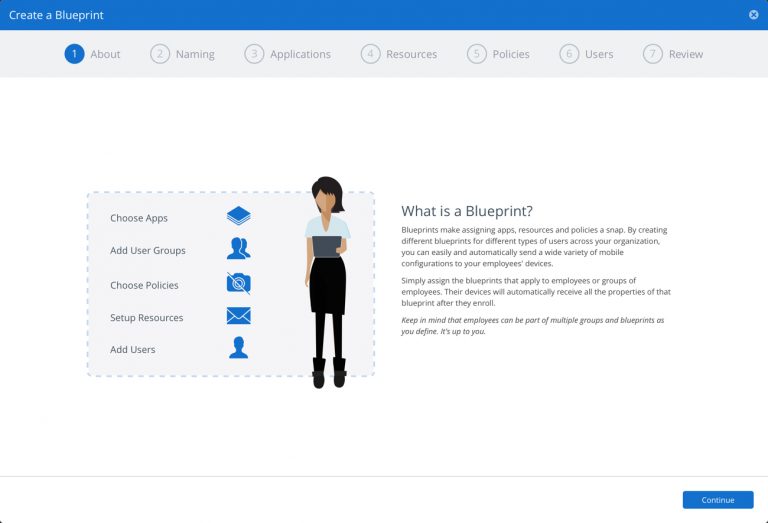 Create a Blueprint
1 About 2 Naming 3 Applications 4 Resources 5 Policies 6 Users 7 Review
Choose Apps
Add User Groups
Choose Policies
Setup Resources
Add Users
What is a Blueprint?
Blueprints make assigning apps, resources and policies a snap. By creating
different blueprints for different types of users across your organization,
you can easily and automatically send a wide variety of mobile
configurations to your employees' devices.
Simply assign the blueprints that apply to employees or groups of
employees. Their devices will automatically receive all the properties of that
blueprint after they enroll.
Keep in mind that employees can be part of multiple groups and blueprints as
you define. It's up to you.
Continue